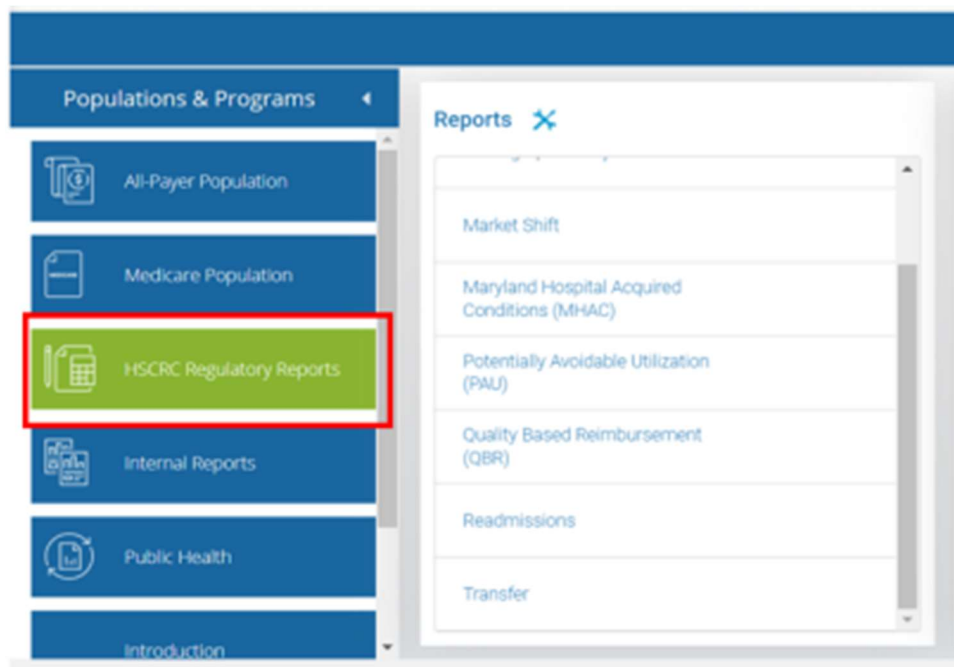 Populations & Programs
All-Payer Population
Medicare Population
HSCRC Regulatory Reports
Internal Reports
Public Health
Introduction
Reports
Market Shift
Maryland Hospital Acquired
Conditions (MHAC)
Potentially Avoidable Utilization
(PAU)
Quality Based Reimbursement
(QBR)
Readmissions
Transfer